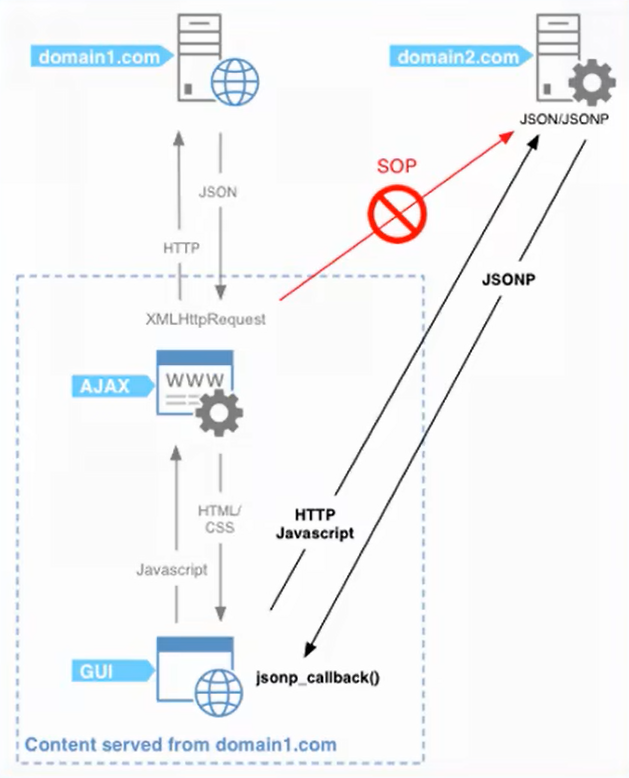 domain1.com
domain2.com
JSON/JSONP
SOP
JSON
HTTP
JSONP
XMLHttpRequest
AJAX
WWW
HTML/
CSS
HTTP
Javascript
Javascript
GUI
jsonp_callback()
Content served from domain1.com